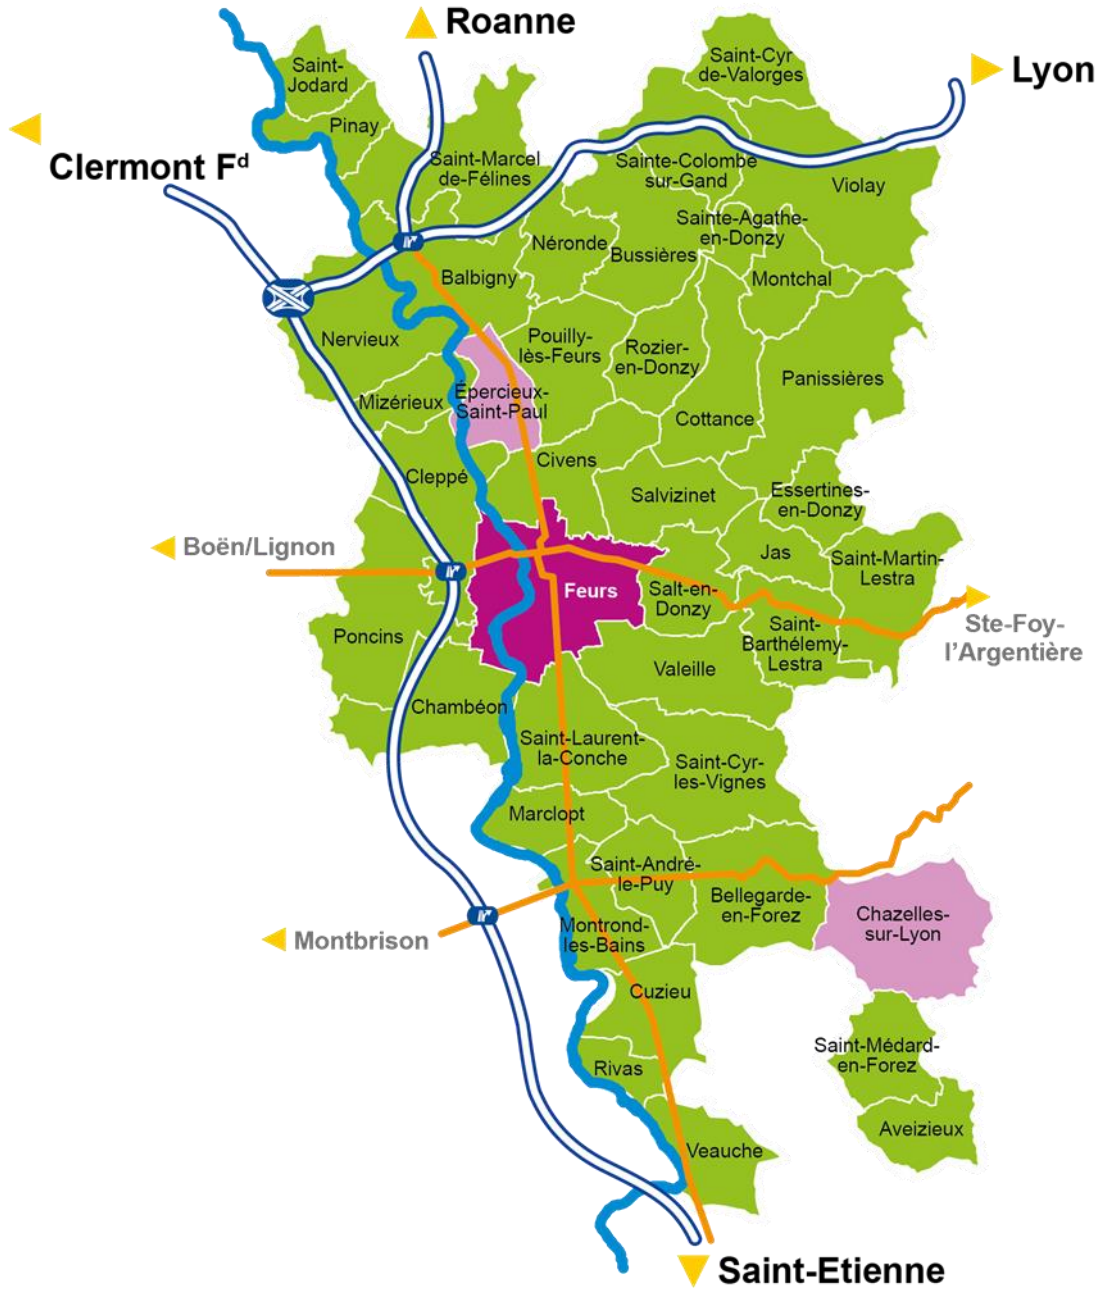 Roanne
Saint-Cyr
de-Valorges
Lyon
Saint-
Jodard
Pinay
Clermont Fd
Saint-Marcel
de-Félines
Sainte-Colombe
sur-Gand
Violay
Sainte-Agathe-
en-Donzy
Néronde
Bussières
Balbigny
Montchal
Nervieux
Pouilly-
lès-Feurs
Rozier-
en-Donzy
Panissières
Mizérieux
Épercieux-
Saint-Paul
Cottance
Civens
Cleppé
Salvizinet
Essertines-
en-Donzy
Boën/Lignon
Jas
Saint-Martin-
Lestra
Feurs
Salt-en-
Donzy
Poncins
Saint-
Barthélemy-
Lestra
Ste-Foy-
l’Argentière
Valeille
Chambéon
Saint-Laurent-
la-Conche
Saint-Cyr-
les-Vignes
Marclopt
Saint-André-
le-Puy
Bellegarde-
en-Forez
Chazelles-
sur-Lyon
Montbrison
Montrond-
les-Bains
Cuzieu
Saint-Médard-
en-Forez
Rivas
Aveizieux
Veauche
Saint-Etienne